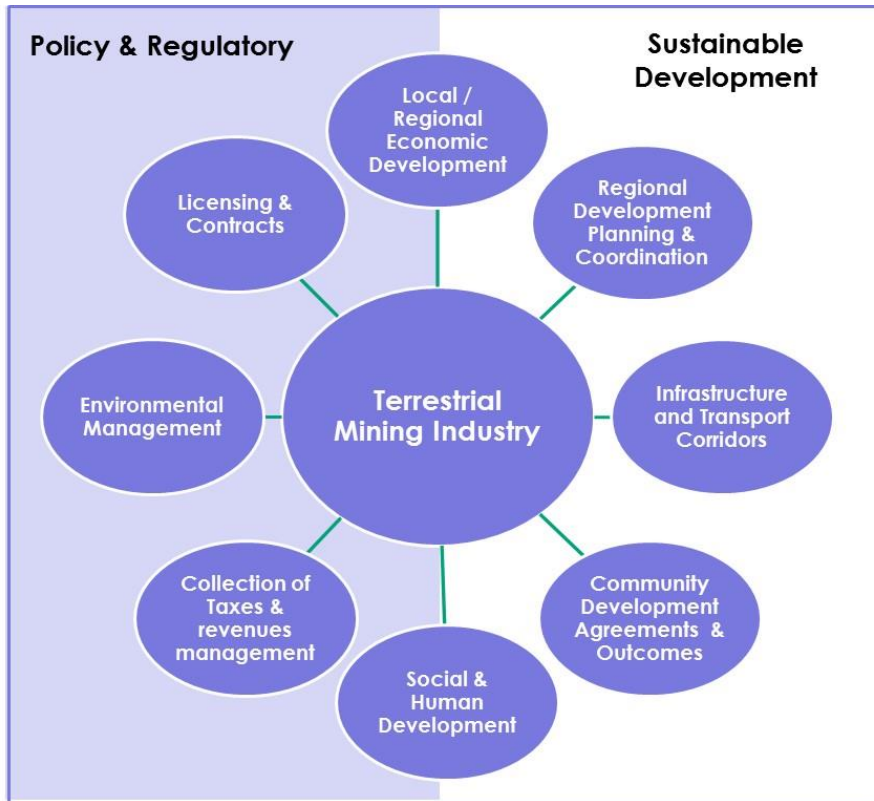 Policy & Regulatory
Sustainable
Development
Local /
Regional
Economic
Development
Regional
Development
Planning &
Coordination
Infrastructure
and Transport
Corridors
Community
Development
Agreements &
Outcomes
Social &
Human
Development
Collection of
Taxes &
revenues
management
Environmental
Management
Licensing &
Contracts
Terrestrial
Mining Industry